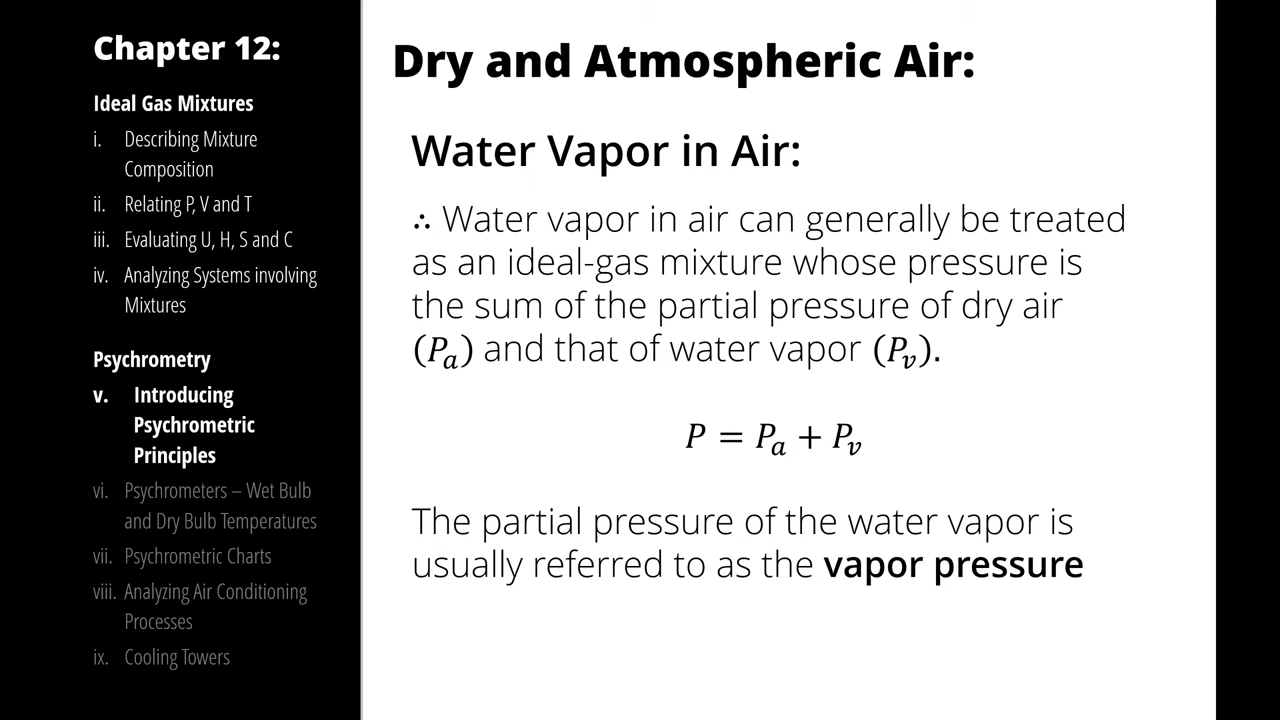 Chapter 12:
Ideal Gas Mixtures
i. Describing Mixture
Composition
ii. Relating P, V and T
iii. Evaluating U, H, S and C
iv. Analyzing Systems involving
Mixtures
Psychrometry
v. Introducing
Psychrometric
Principles
vi. Psychrometers – Wet Bulb
and Dry Bulb Temperatures
vii. Psychrometric Charts
viii. Analyzing Air Conditioning
Processes
ix. Cooling Towers
Dry and Atmospheric Air:
Water Vapor in Air:
∴ Water vapor in air can generally be treated
as an ideal-gas mixture whose pressure is
the sum of the partial pressure of dry air
(Pₐ) and that of water vapor (Pᵥ).
P = Pₐ + Pᵥ
The partial pressure of the water vapor is
usually referred to as the vapor pressure